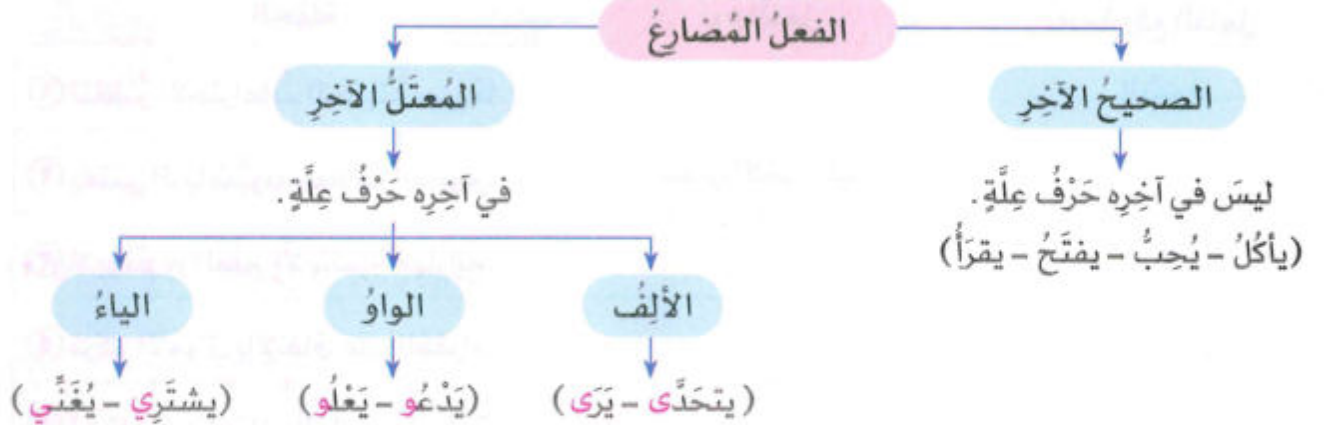 الفعلُ المُضارِعُ
الصحيحُ الآخِرِ
المُعتَلُّ الآخِرِ
ليسَ في آخِرِه حَرْفُ عِلَّةٍ.
(يأكُلُ – يُحِبُّ – يفتَحُ – يقرَأُ)
في آخِرِه حَرْفُ عِلَّةٍ.
الألِفُ
الواوُ
الياءُ
(يتحَدَّى – يَرَى)
(يَدْعُو – يَعْلُو)
(يشتَرِي – يُغَنِّي)